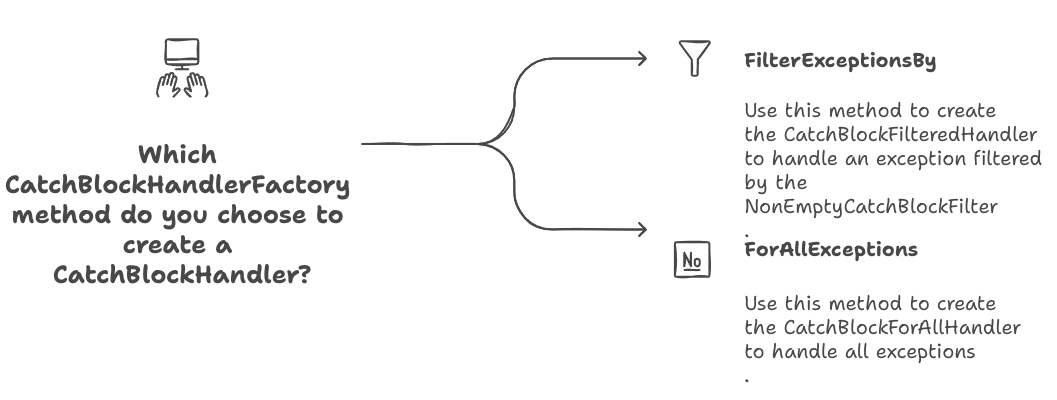 Which
CatchBlockHandlerFactory
method do you choose to
create a
CatchBlockHandler?
FilterExceptionsBy
Use this method to create
the CatchBlockFilteredHandler
to handle an exception filtered
by the
NonEmptyCatchBlockFilter
.
No
ForAllExceptions
Use this method to create
the CatchBlockForAllHandler
to handle all exceptions
.